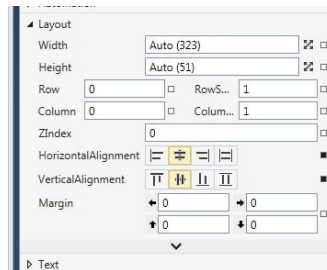 Layout
Width Auto (323)
Height Auto (51)
Row 0 RowS... 1
Column 0 Colum... 1
ZIndex 0
HorizontalAlignment
VerticalAlignment
Margin 0 0
0 0
Text